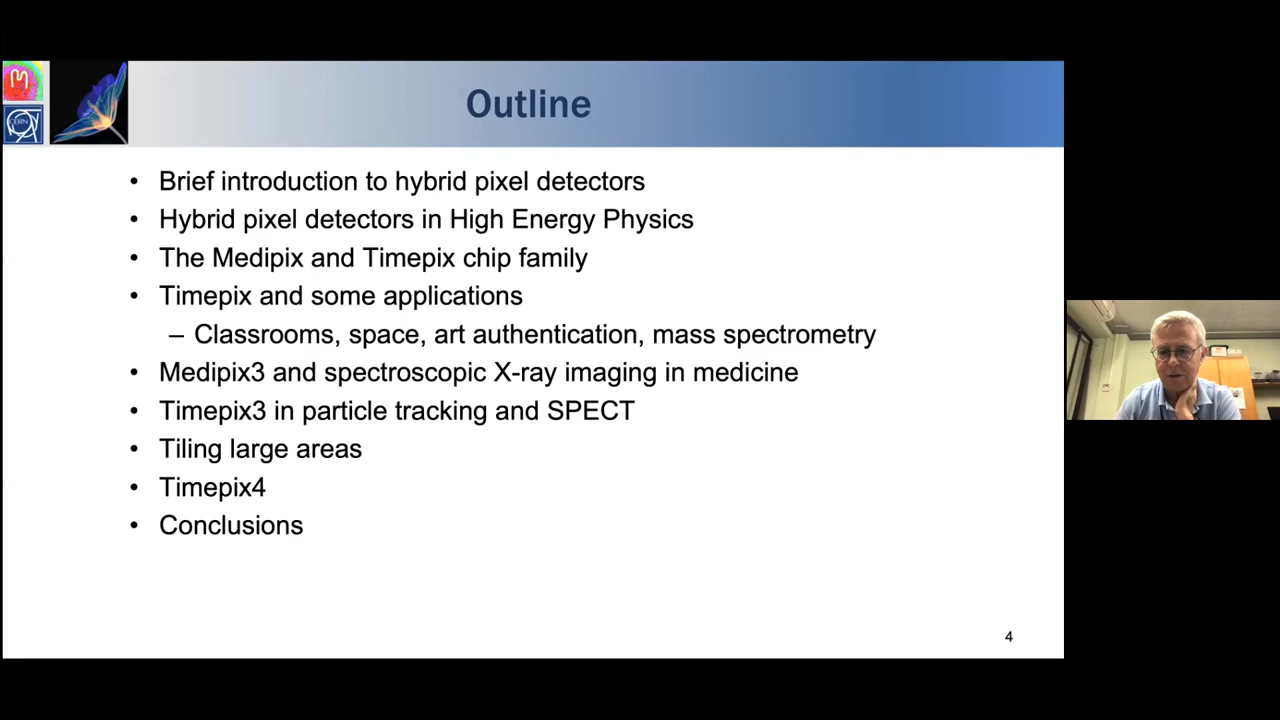 CERN
Outline
• Brief introduction to hybrid pixel detectors
• Hybrid pixel detectors in High Energy Physics
• The Medipix and Timepix chip family
• Timepix and some applications
– Classrooms, space, art authentication, mass spectrometry
• Medipix3 and spectroscopic X-ray imaging in medicine
• Timepix3 in particle tracking and SPECT
• Tiling large areas
• Timepix4
• Conclusions
4